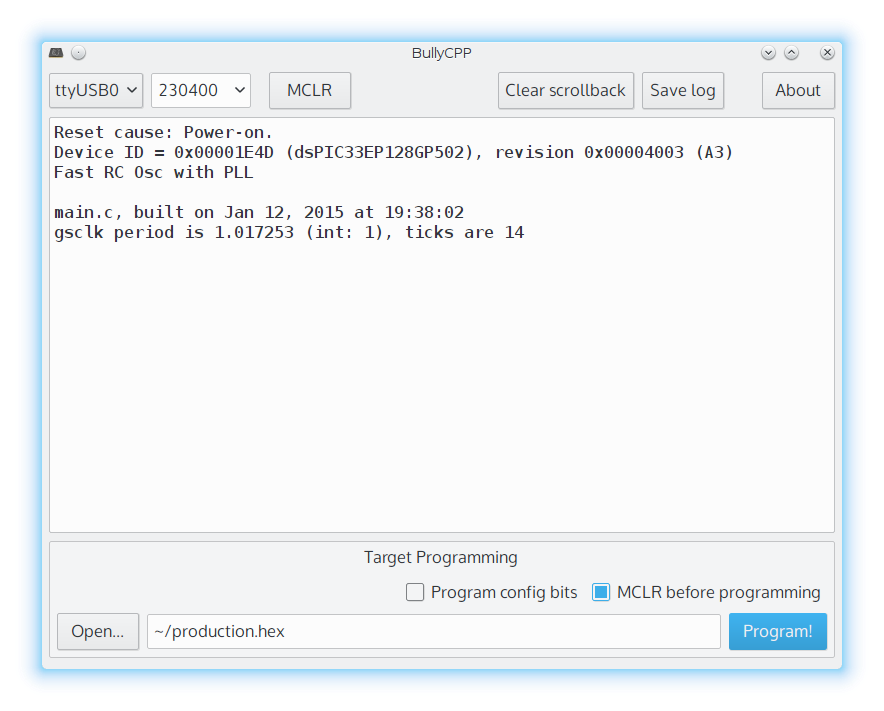 BullyCPP
ttyUSB0 230400 MCLR Clear scrollback Save log About
Reset cause: Power-on.
Device ID = 0x00001E4D (dsPIC33EP128GP502), revision 0x00004003 (A3)
Fast RC Osc with PLL
main.c, built on Jan 12, 2015 at 19:38:02
gsclk period is 1.017253 (int: 1), ticks are 14
Target Programming
Program config bits MCLR before programming
Open... ~/production.hex Program!